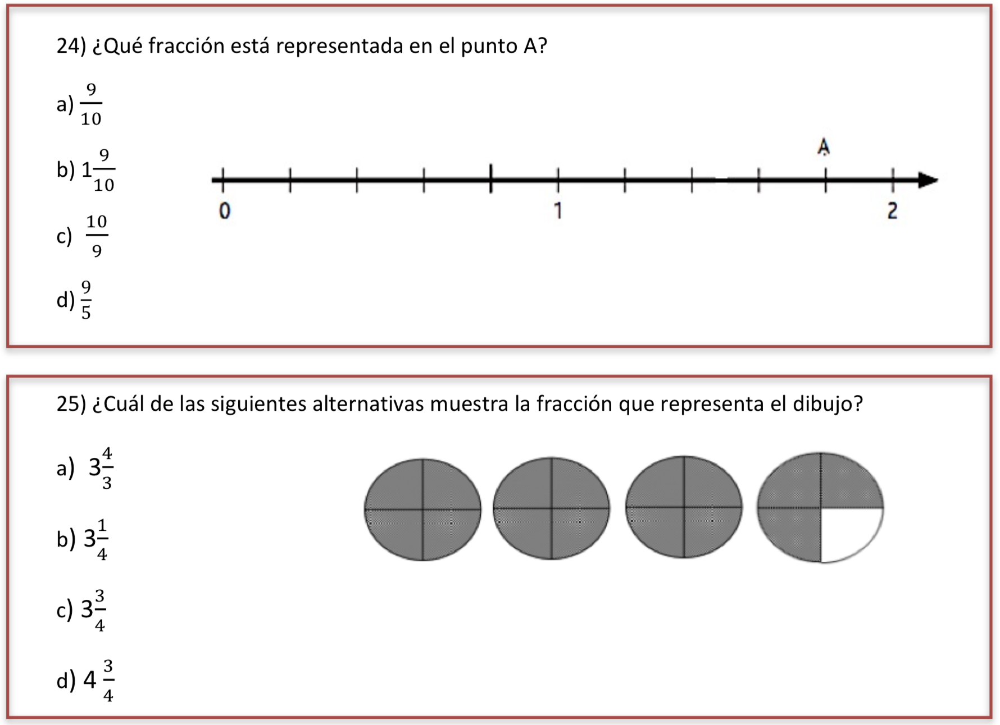 24) ¿Qué fracción está representada en el punto A?
a) 9/10
b) 1 9/10
c) 10/9
d) 9/5
A
0 1 2
25) ¿Cuál de las siguientes alternativas muestra la fracción que representa el dibujo?
a) 3 4/3
b) 3 1/4
c) 3 3/4
d) 4 3/4